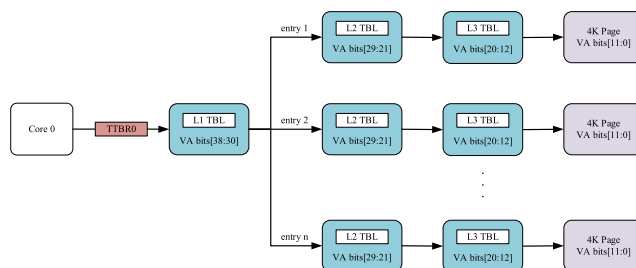 entry 1
L2 TBL
VA bits[29:21]
L3 TBL
VA bits[20:12]
4K Page
VA bits[11:0]
Core 0
TTBR0
L1 TBL
VA bits[38:30]
entry 2
L2 TBL
VA bits[29:21]
L3 TBL
VA bits[20:12]
4K Page
VA bits[11:0]
entry n
L2 TBL
VA bits[29:21]
L3 TBL
VA bits[20:12]
4K Page
VA bits[11:0]